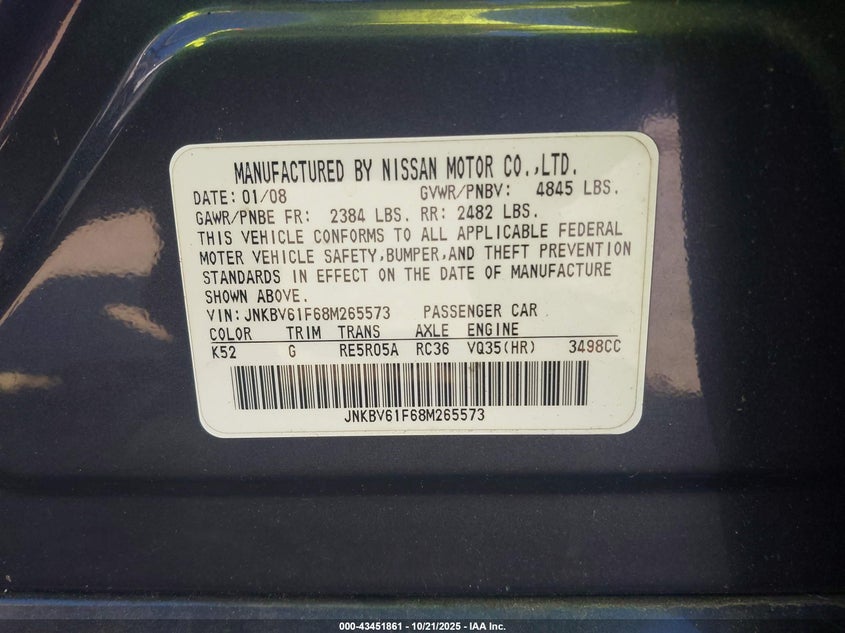 MANUFACTURED BY NISSAN MOTOR CO.,LTD.
DATE: 01/08 GVWR/PNBV: 4845 LBS.
GAWR/PNBE FR: 2384 LBS. RR: 2482 LBS.
THIS VEHICLE CONFORMS TO ALL APPLICABLE FEDERAL
MOTER VEHICLE SAFETY,BUMPER,AND THEFT PREVENTION
STANDARDS IN EFFECT ON THE DATE OF MANUFACTURE
SHOWN ABOVE.
VIN:JNKBV61F68M265573 PASSENGER CAR
COLOR TRIM TRANS AXLE ENGINE
K52 G RE5R05A RC36 VQ35(HR) 3498CC
JNKBV61F68M265573
000-43451861 - 10/21/2025 - IAA Inc.